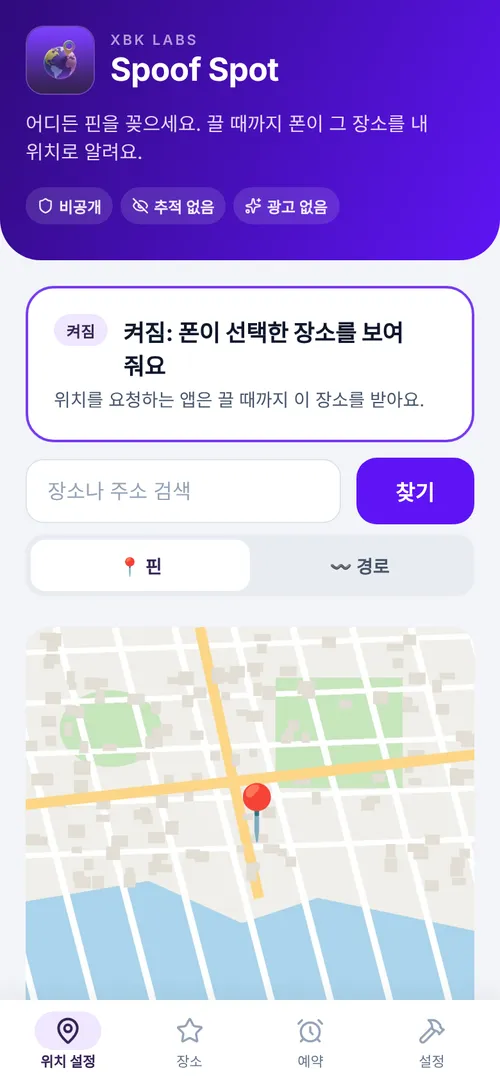 XBK LABS
Spoof Spot
어디든 핀을 꽂으세요. 끌 때까지 폰이 그 장소를 내
위치로 알려요.
비공개
추적 없음
광고 없음
켜짐
켜짐: 폰이 선택한 장소를 보여
줘요
위치를 요청하는 앱은 끌 때까지 이 장소를 받아요.
장소나 주소 검색
찾기
핀
경로
위치 설정
장소
예약
설정